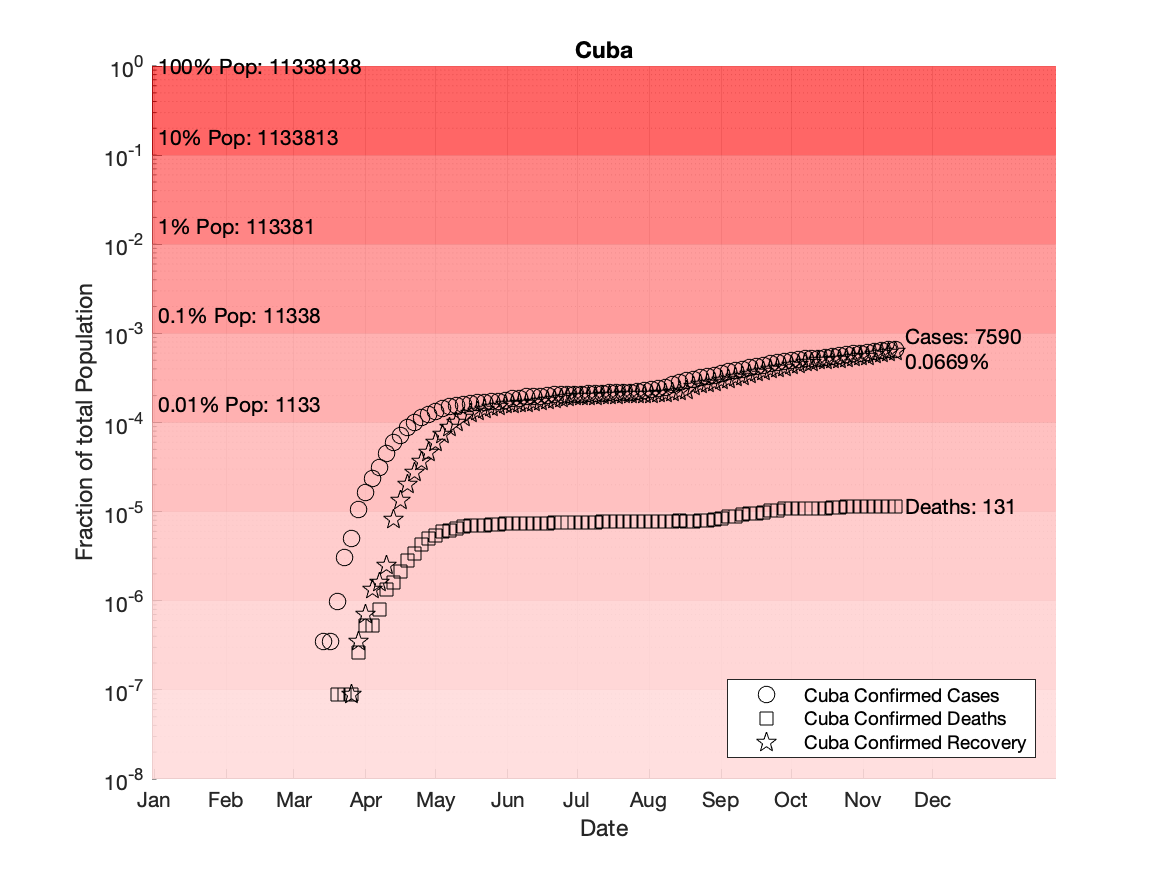 Cuba
10^0
100% Pop: 11338138
10% Pop: 1133813
10^-1
1% Pop: 113381
10^-2
0.1% Pop: 11338
10^-3
Cases: 7590
0.0669%
0.01% Pop: 1133
10^-4
Deaths: 131
10^-5
10^-6
10^-7
10^-8
Fraction of total Population
Cuba Confirmed Cases
Cuba Confirmed Deaths
Cuba Confirmed Recovery
Jan Feb Mar Apr May Jun Jul Aug Sep Oct Nov Dec
Date